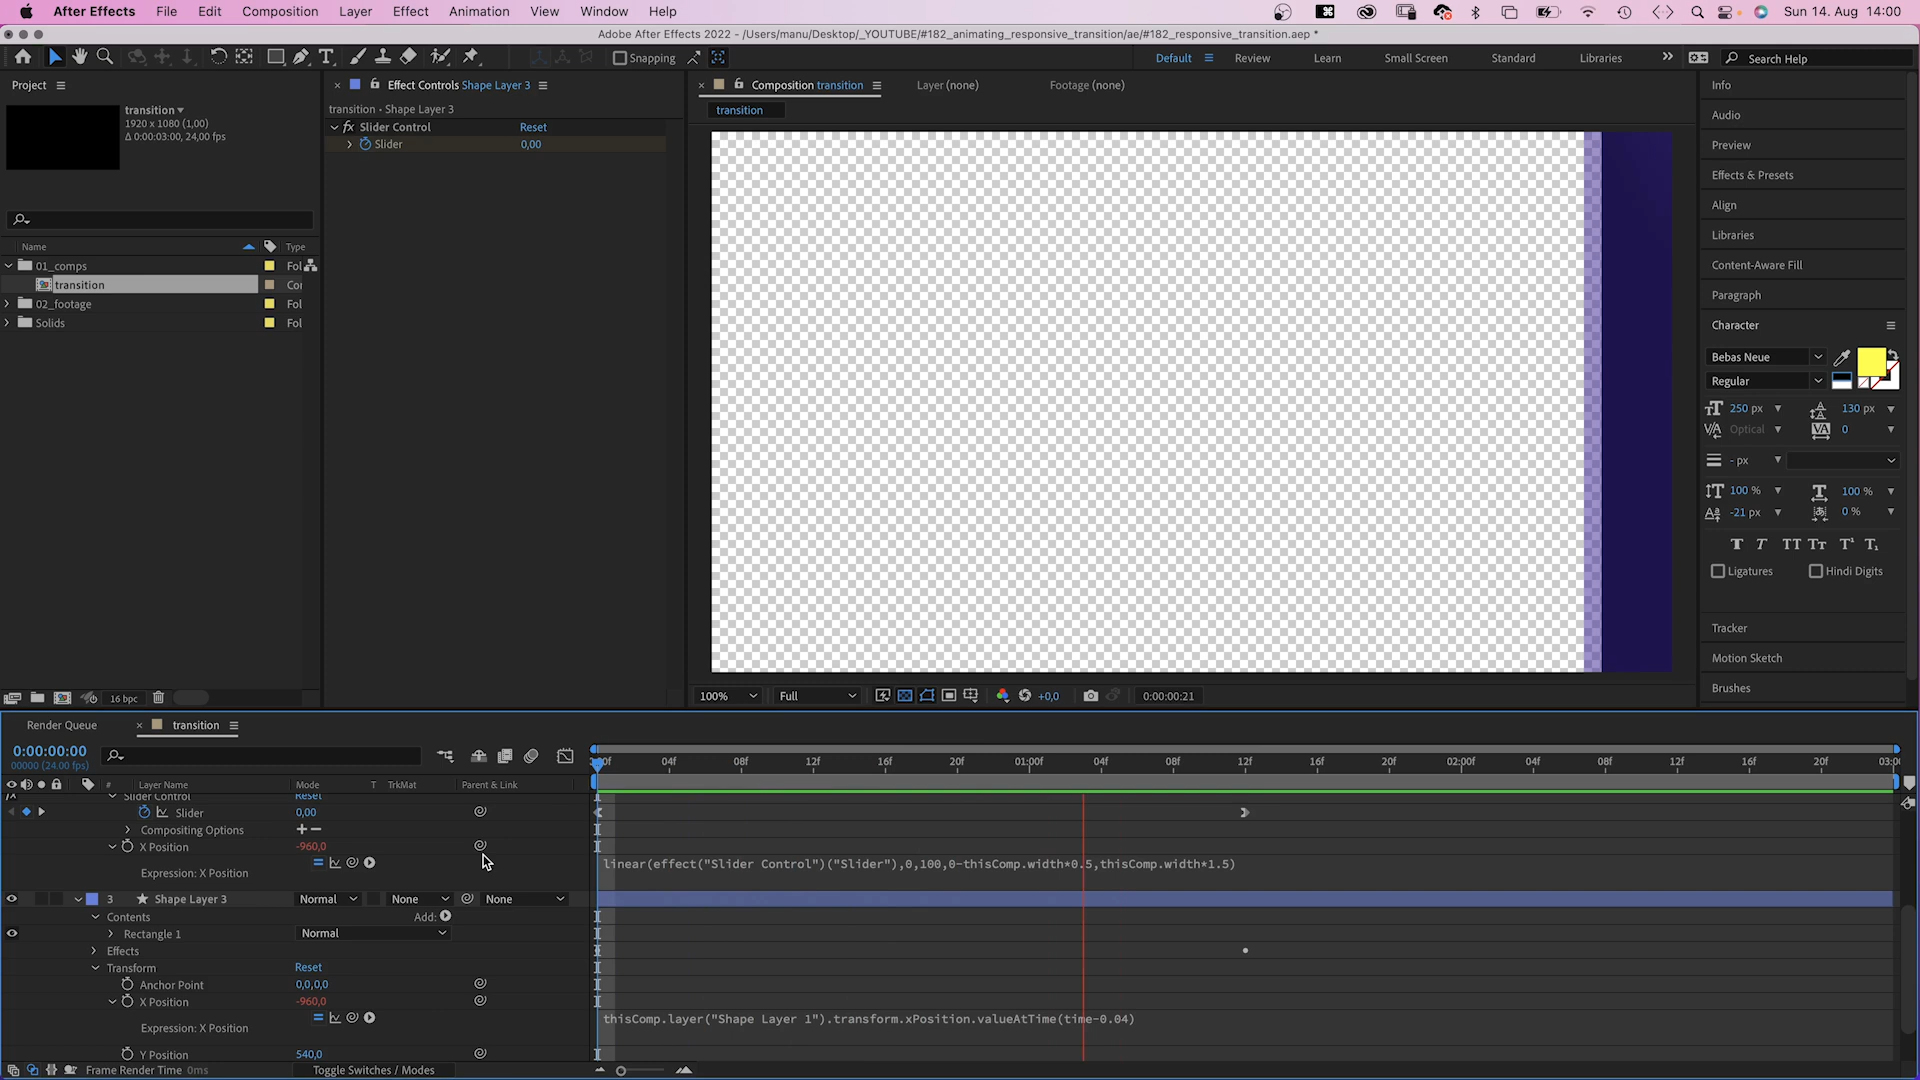 After Effects File Edit Composition Layer Effect Animation View Window Help Sun 14. Aug 14:00
Adobe After Effects 2022 - /Users/manu/Desktop/_YOUTUBE/#182_animating_responsive_transition/ae/#182_responsive_transition.aep *
Snapping Default Review Learn Small Screen Standard Libraries Search Help
Project Effect Controls Shape Layer 3 Composition transition Layer (none) Footage (none) Info
transition
1920 x 1080 (1,00)
Δ 0:00:03:00, 24,00 fps
transition • Shape Layer 3
transition
Audio
fx Slider Control Reset
Slider 0,00
Preview
Effects & Presets
Align
Libraries
Content-Aware Fill
Paragraph
Name Type
01_comps Fol
transition Coi
02_footage Fol
Solids Fol
Character
Bebas Neue
Regular
250 px 130 px
Optical 0
- px
100 % 100 %
-21 px 0 %
T T TT Tt T¹ T₁
Ligatures Hindi Digits
Tracker
Motion Sketch
Brushes
16 bpc 100% Full +0,0 0:00:00:21
Render Queue transition
0:00:00:00
00000 (24.00 fps)
04f 08f 12f 16f 20f 01:00f 04f 08f 12f 16f 20f 02:00f 04f 08f 12f 16f 20f
# Layer Name Mode T TrkMat Parent & Link
Slider Control Reset
Slider 0,00
Compositing Options
X Position -960,0
Expression: X Position linear(effect("Slider Control")("Slider"),0,100,0-thisComp.width*0.5,thisComp.width*1.5)
3 Shape Layer 3 Normal None None
Contents Add:
Rectangle 1 Normal
Effects
Transform Reset
Anchor Point 0,0,0,0
X Position -960,0
Expression: X Position thisComp.layer("Shape Layer 1").transform.xPosition.valueAtTime(time-0.04)
Y Position 540,0
Frame Render Time 0ms Toggle Switches / Modes